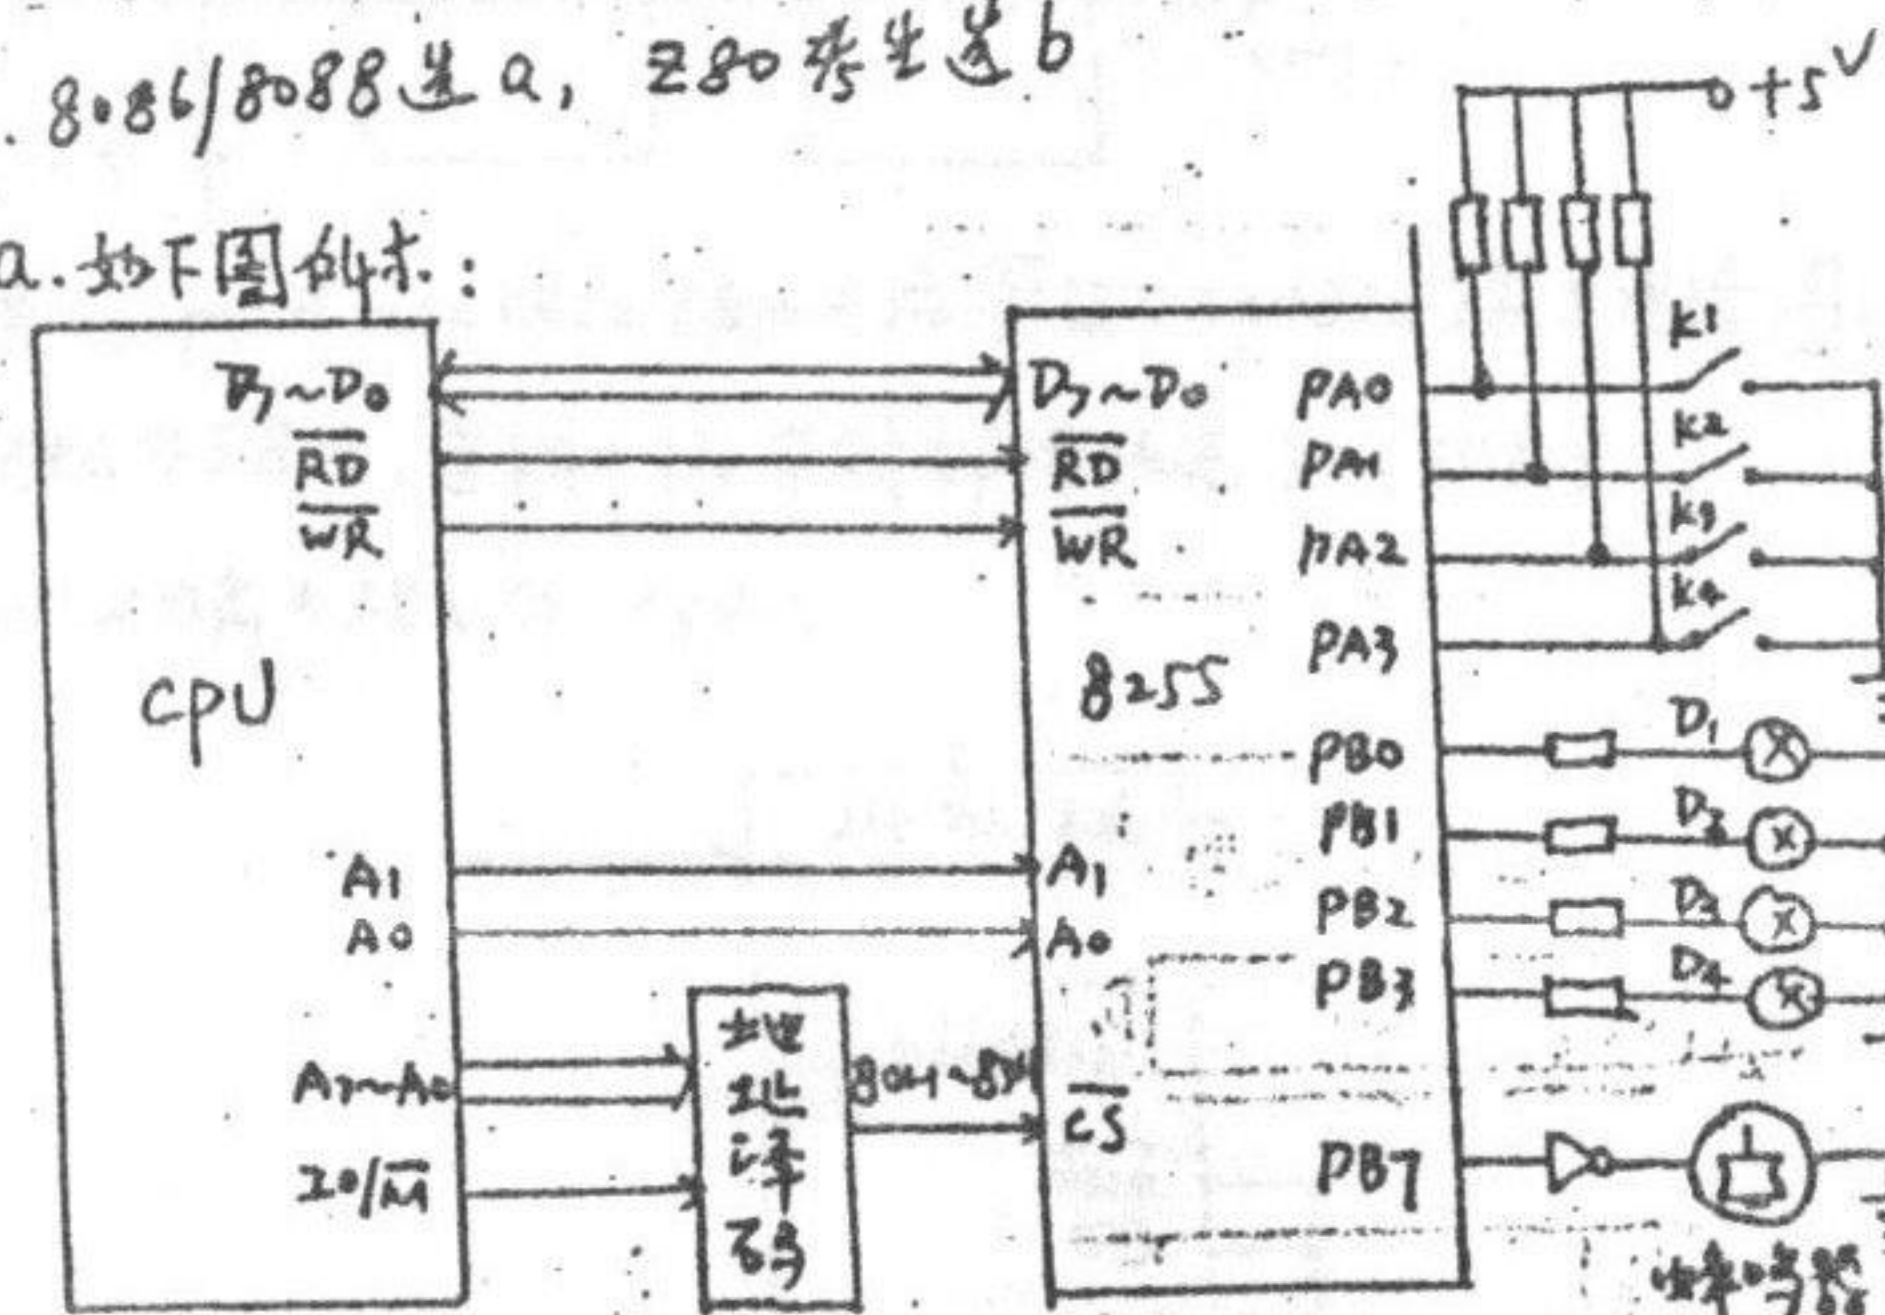 8086/8088选a, Z80考生选b
a.如下图所示:
+5V
K1
D7~D0
D7~D0
PA0
K2
RD
RD
PA1
K3
WR
WR
PA2
K4
PA3
CPU
8255
D1
PB0
D2
PB1
A1
A1
D3
PB2
A0
A0
D4
PB3
地址译码
A7~A0
CS
IO/M
PB7
蜂鸣器